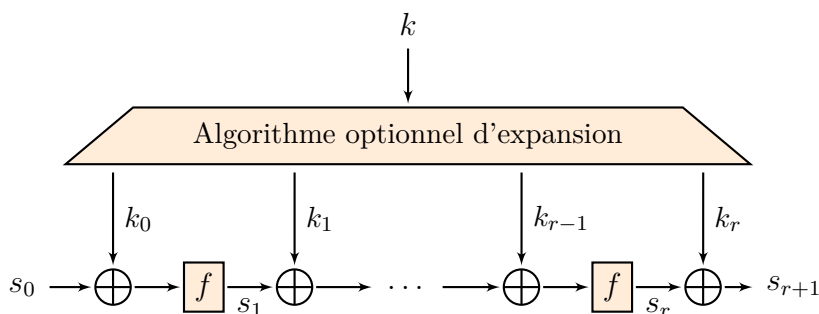 k
Algorithme optionnel d'expansion
k₀ k₁ kᵣ₋₁ kᵣ
s₀ f s₁ ... f sᵣ sᵣ₊₁